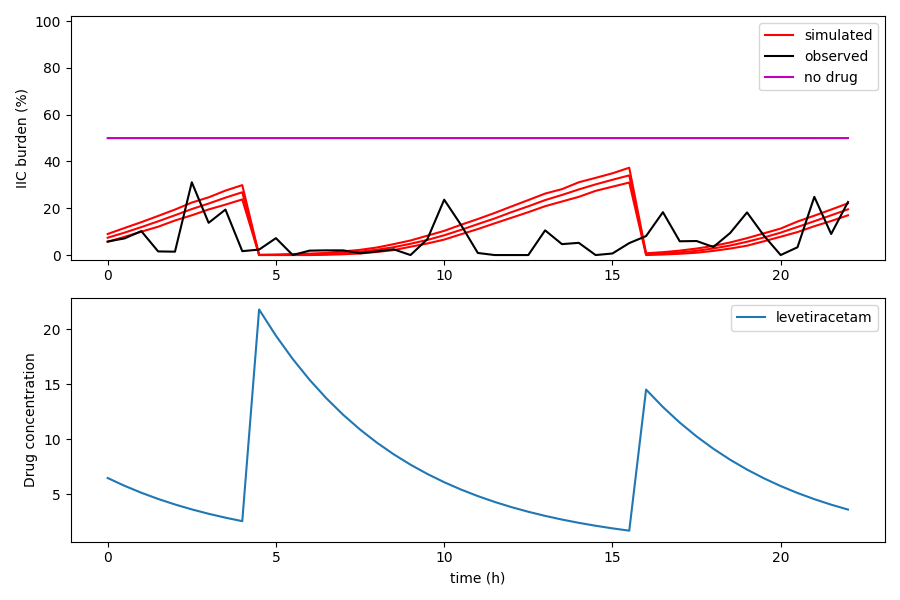 IIC burden (%)
100
80
60
40
20
0
simulated
observed
no drug
0 5 10 15 20
Drug concentration
20
15
10
5
levetiracetam
0 5 10 15 20
time (h)